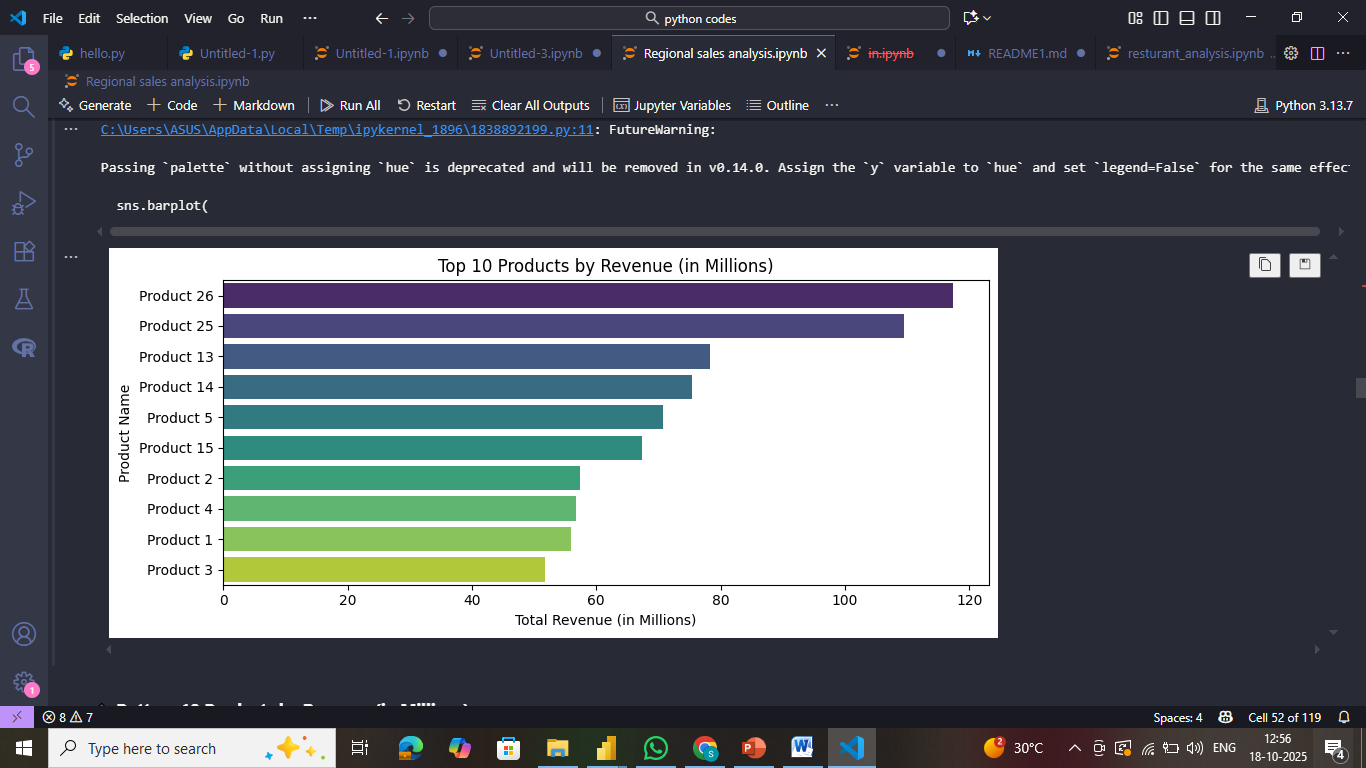 File Edit Selection View Go Run ··· python codes
hello.py Untitled-1.py Untitled-1.ipynb Untitled-3.ipynb Regional sales analysis.ipynb in.ipynb README1.md resturant_analysis.ipynb ..
5
Regional sales analysis.ipynb
Generate + Code + Markdown Run All Restart Clear All Outputs Jupyter Variables Outline ··· Python 3.13.7
C:\Users\ASUS\AppData\Local\Temp\ipykernel_1896\1838892199.py:11: FutureWarning:
Passing `palette` without assigning `hue` is deprecated and will be removed in v0.14.0. Assign the `y` variable to `hue` and set `legend=False` for the same effec
sns.barplot(
Top 10 Products by Revenue (in Millions)
Product Name
Product 26
Product 25
Product 13
Product 14
Product 5
Product 15
Product 2
Product 4
Product 1
Product 3
0 20 40 60 80 100 120
Total Revenue (in Millions)
1
8 7 Spaces: 4 Cell 52 of 119
Type here to search 2 30°C ENG 12:56
18-10-2025
4